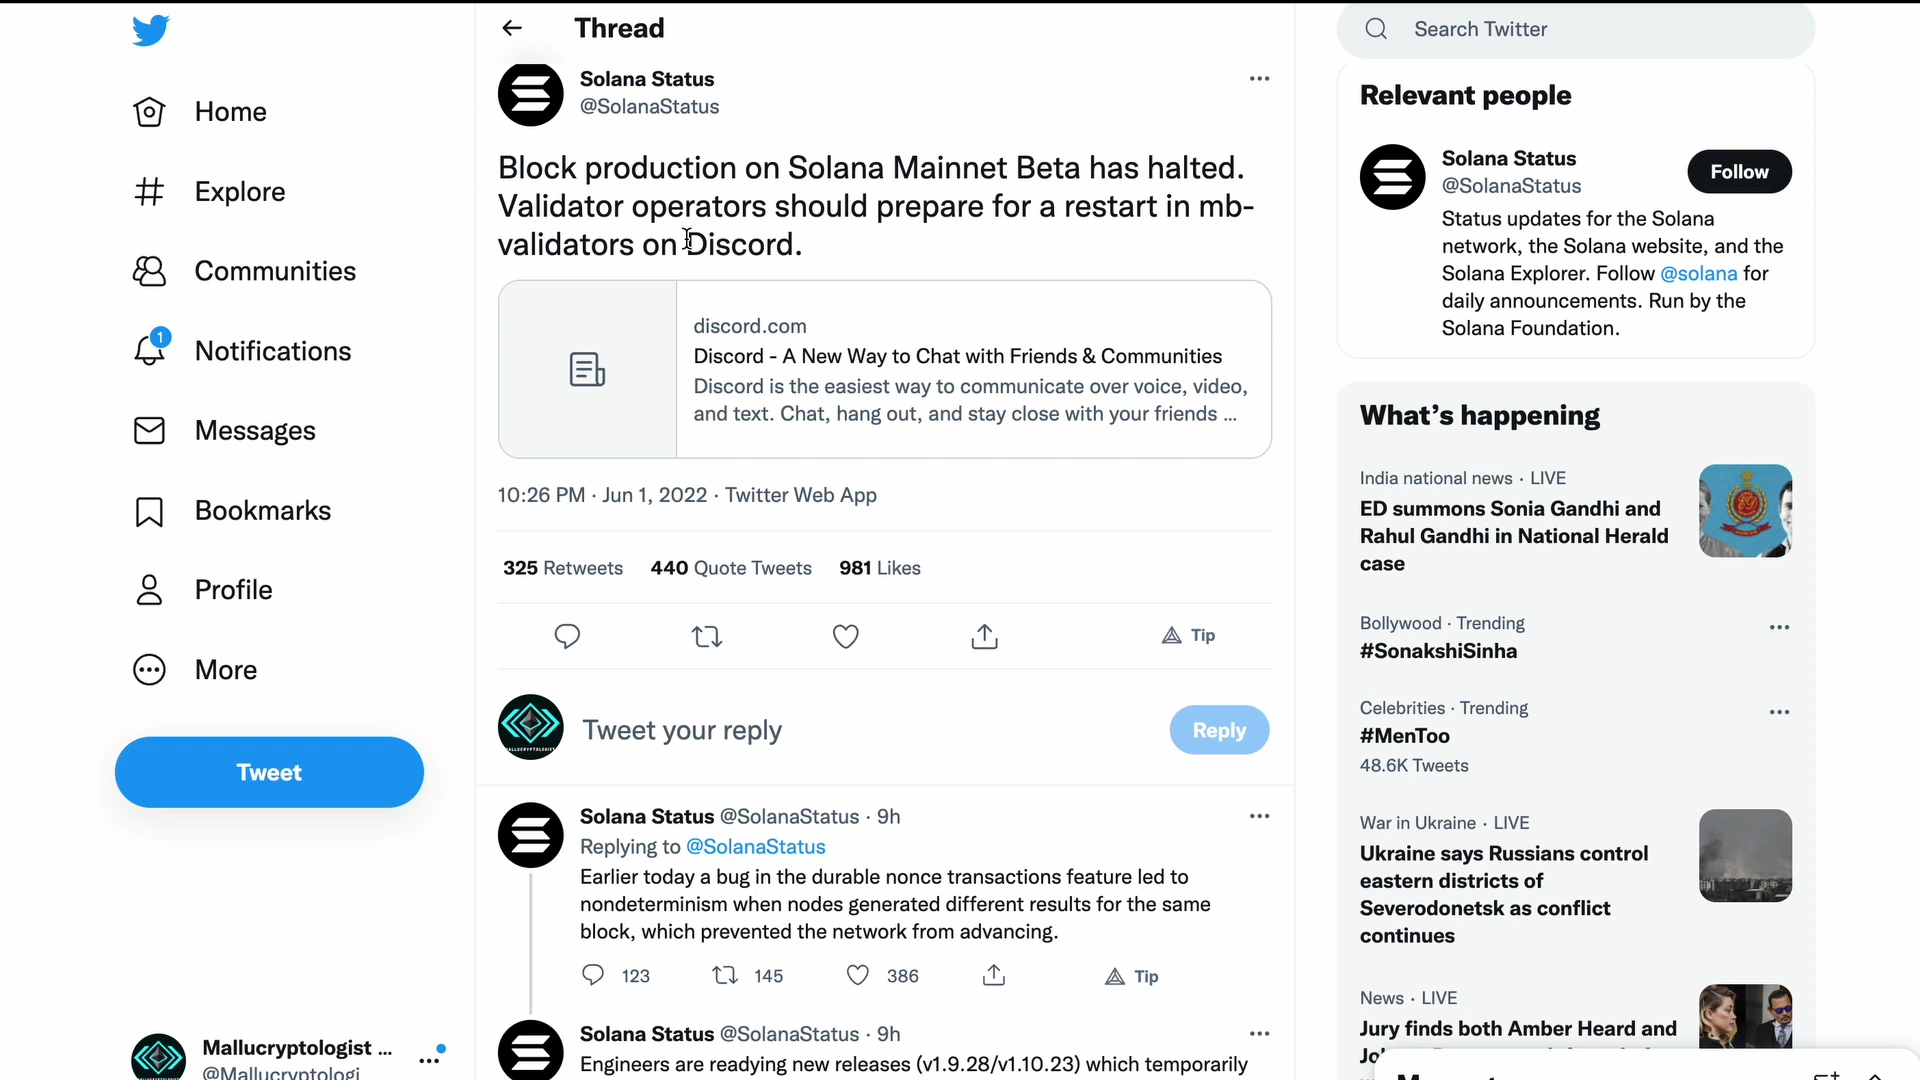 Home
Explore
Communities
1
Notifications
Messages
Bookmarks
Profile
More
Tweet
Mallucryptologist ...
@Mallucryptologi
Thread
Solana Status
@SolanaStatus
Block production on Solana Mainnet Beta has halted.
Validator operators should prepare for a restart in mb-
validators on Discord.
discord.com
Discord - A New Way to Chat with Friends & Communities
Discord is the easiest way to communicate over voice, video,
and text. Chat, hang out, and stay close with your friends ...
10:26 PM · Jun 1, 2022 · Twitter Web App
325 Retweets 440 Quote Tweets 981 Likes
Tip
Tweet your reply
Reply
Solana Status @SolanaStatus · 9h
Replying to @SolanaStatus
Earlier today a bug in the durable nonce transactions feature led to
nondeterminism when nodes generated different results for the same
block, which prevented the network from advancing.
123 145 386 Tip
Solana Status @SolanaStatus · 9h
Engineers are readying new releases (v1.9.28/v1.10.23) which temporarily
Search Twitter
Relevant people
Solana Status
@SolanaStatus
Follow
Status updates for the Solana
network, the Solana website, and the
Solana Explorer. Follow @solana for
daily announcements. Run by the
Solana Foundation.
What's happening
India national news · LIVE
ED summons Sonia Gandhi and
Rahul Gandhi in National Herald
case
Bollywood · Trending
#SonakshiSinha
Celebrities · Trending
#MenToo
48.6K Tweets
War in Ukraine · LIVE
Ukraine says Russians control
eastern districts of
Severodonetsk as conflict
continues
News · LIVE
Jury finds both Amber Heard and